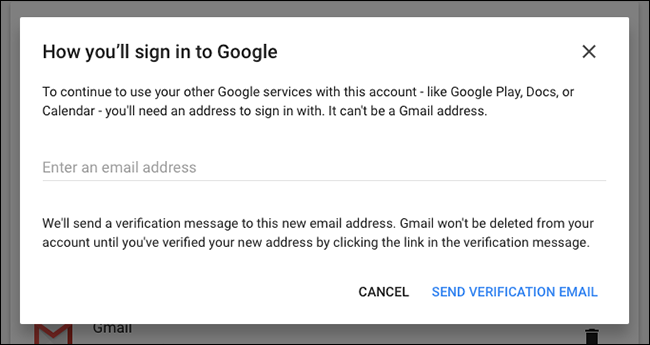 How you'll sign in to Google
To continue to use your other Google services with this account - like Google Play, Docs, or
Calendar - you'll need an address to sign in with. It can't be a Gmail address.
Enter an email address
We'll send a verification message to this new email address. Gmail won't be deleted from your
account until you've verified your new address by clicking the link in the verification message.
CANCEL SEND VERIFICATION EMAIL
Gmail